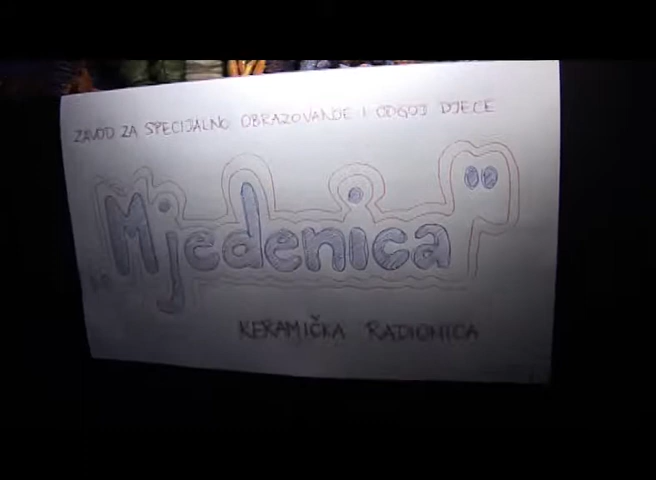 ZAVOD ZA SPECIJALNO OBRAZOVANJE I ODGOJ DJECE
"Mjedenica"
KERAMIČKA RADIONICA